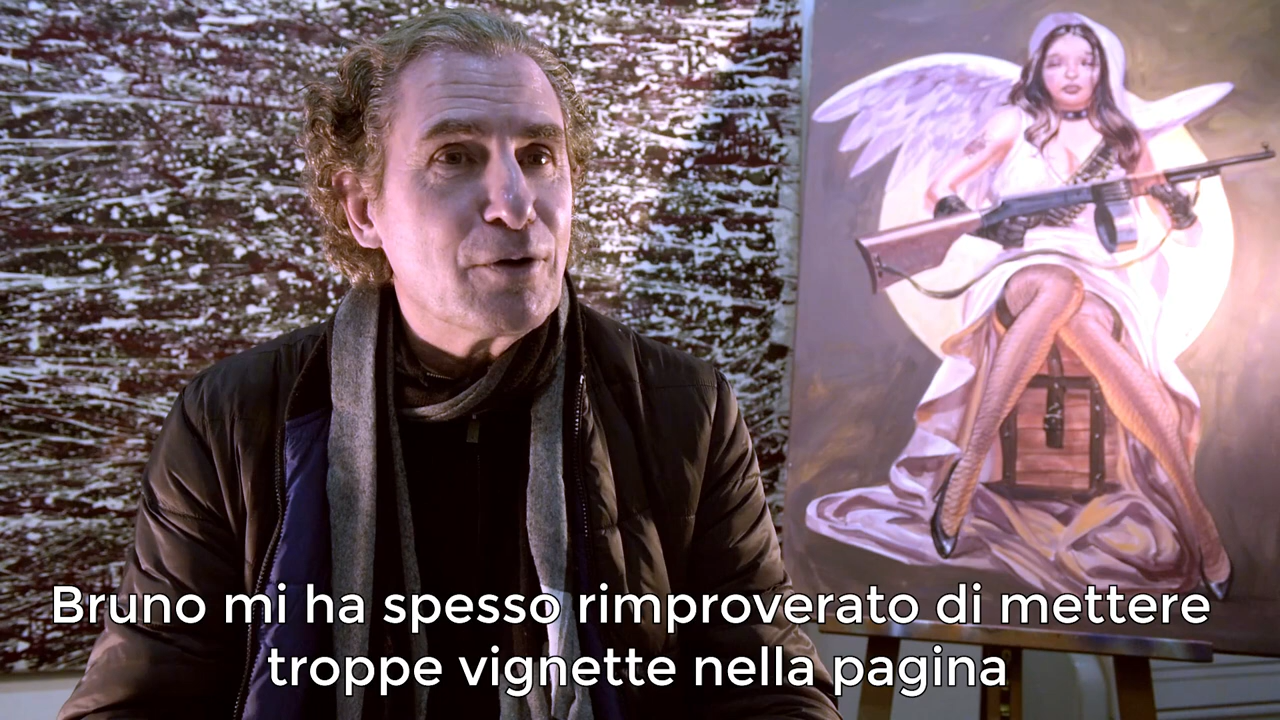 Bruno mi ha spesso rimproverato di mettere
troppe vignette nella pagina